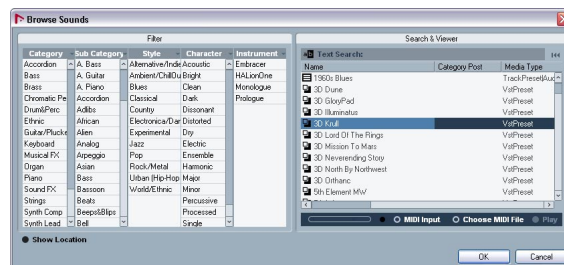 Browse Sounds
Filter
Category Sub Category Style Character Instrument
Accordion A. Bass Alternative/Indie Acoustic Embracer
Bass A. Guitar Ambient/ChillOut Bright HALionOne
Brass A. Piano Blues Clean Monologue
Chromatic Pe Accordion Classical Dark Prologue
Drum&Perc Adlibs Country Dissonant
Ethnic African Electronica/Dan Distorted
Guitar/Plucke Alien Experimental Dry
Keyboard Analog Jazz Electric
Musical FX Arpeggio Pop Ensemble
Organ Asian Rock/Metal Harmonic
Piano Bass Urban (Hip-Hop Major
Sound FX Bassoon World/Ethnic Minor
Strings Beats Percussive
Synth Comp Beeps&Blips Processed
Synth Lead Bell Single
Show Location
Search & Viewer
Text Search:
Name Category Post Media Type
1960s Blues TrackPreset|Aud
3D Dune VstPreset
3D GloryPad VstPreset
3D Illuminatus VstPreset
3D Krull VstPreset
3D Lord Of The Rings VstPreset
3D Mission To Mars VstPreset
3D Neverending Story VstPreset
3D North By Northwest VstPreset
3D Orthanc VstPreset
5th Element MW VstPreset
MIDI Input Choose MIDI File Play
OK Cancel